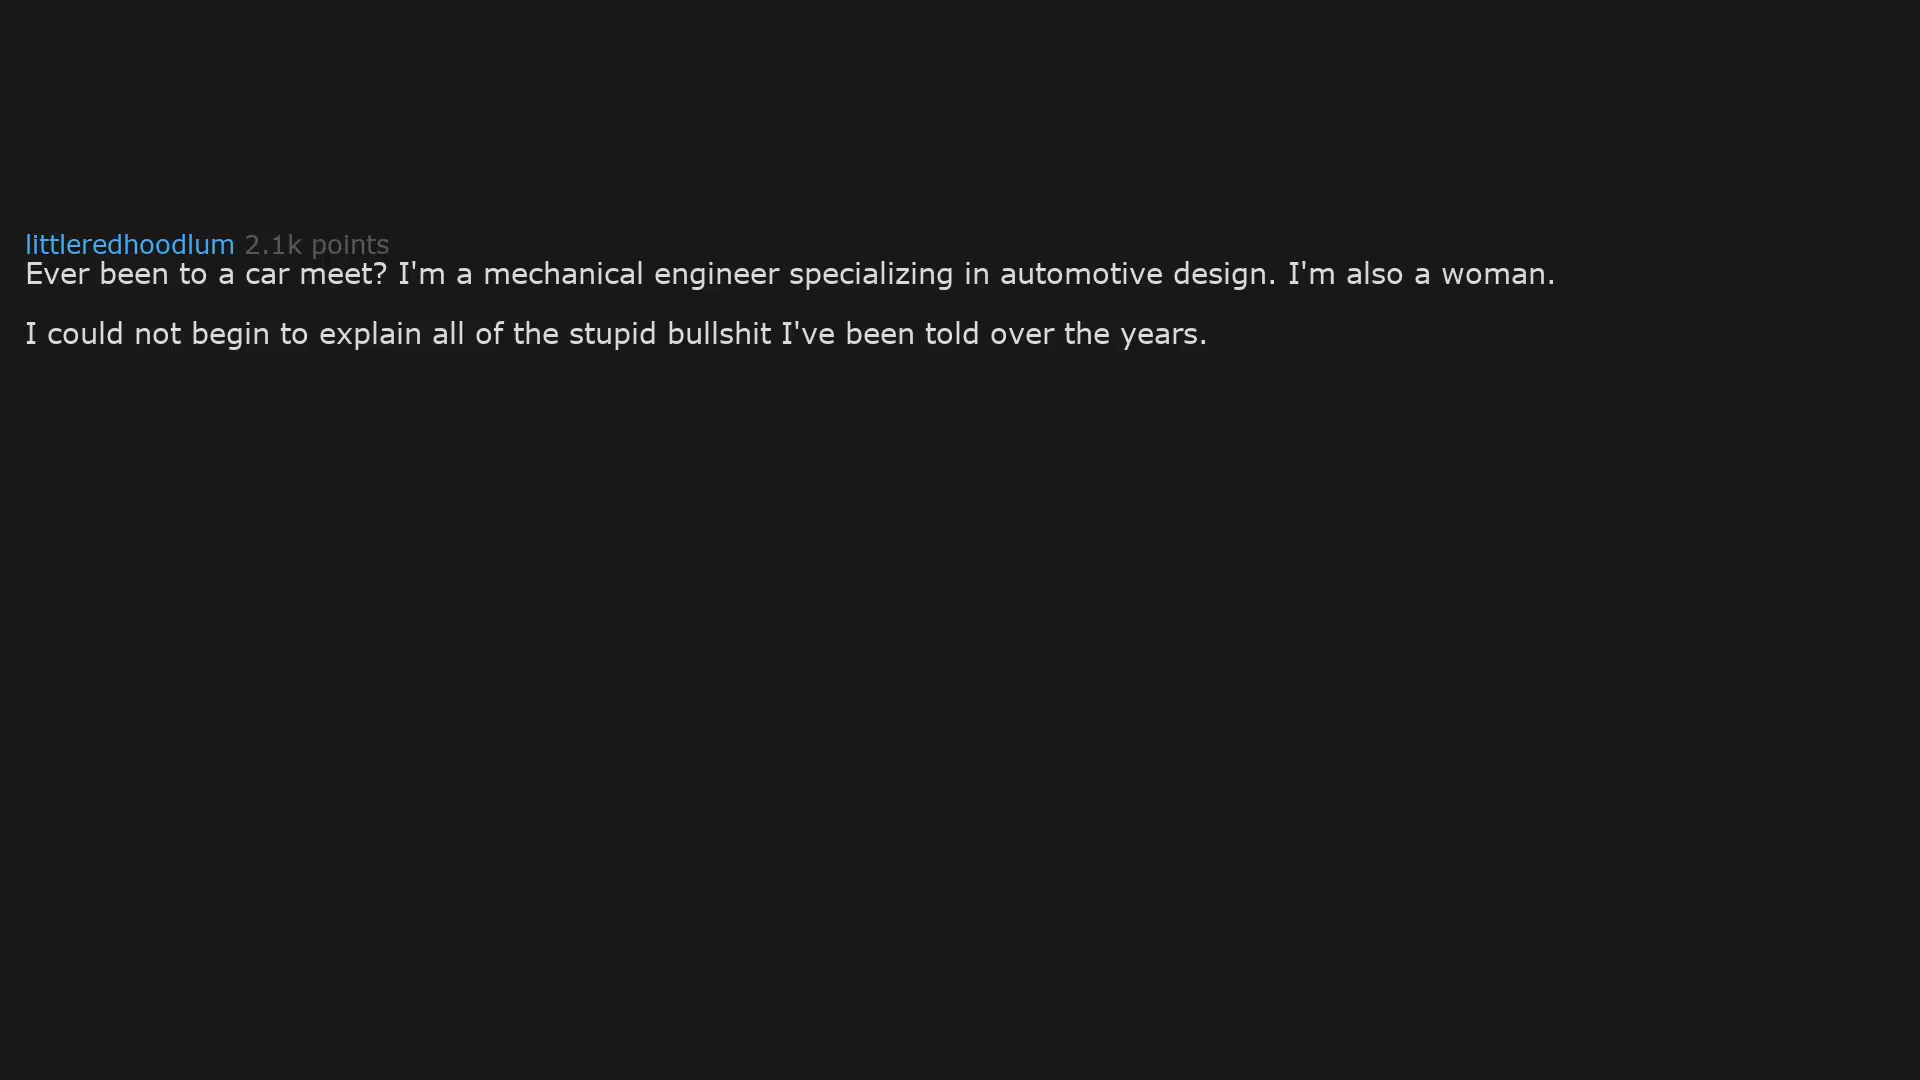 littleredhoodlum 2.1k points
Ever been to a car meet? I'm a mechanical engineer specializing in automotive design. I'm also a woman.
I could not begin to explain all of the stupid bullshit I've been told over the years.